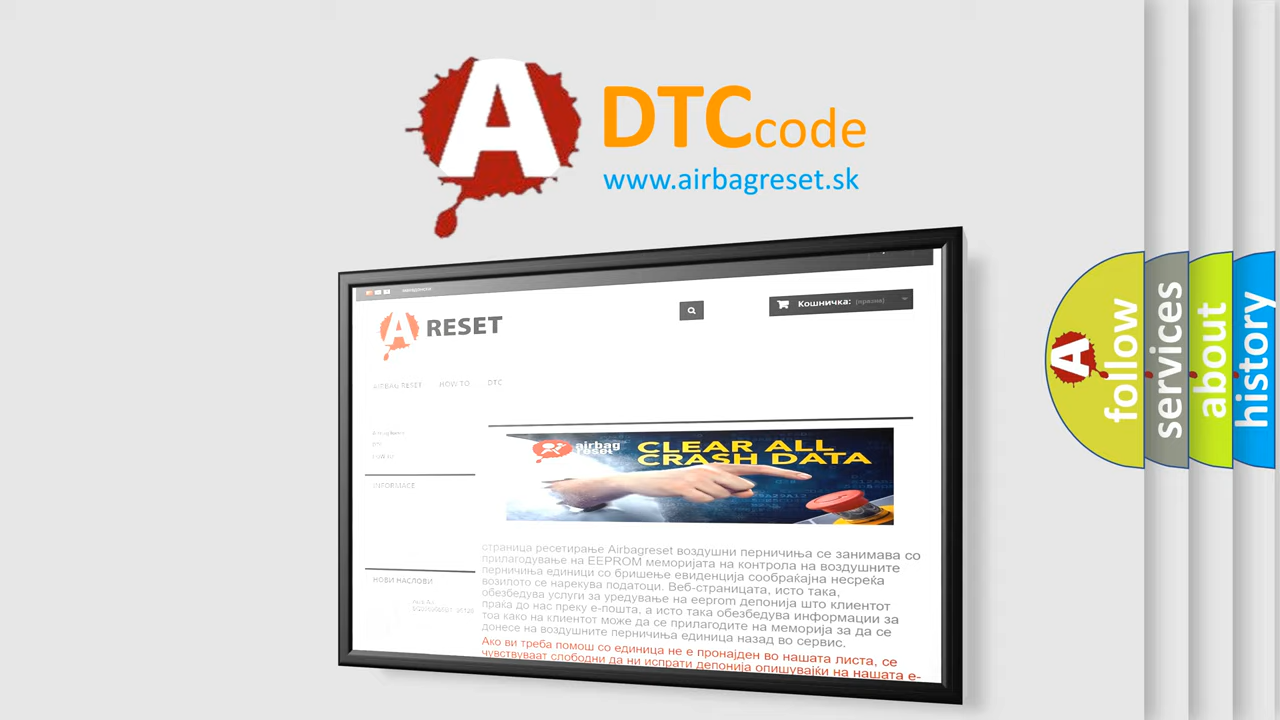 A
DTC code
www.airbagreset.sk
Кошничка: (празна)
A RESET
AIRBAG RESET HOW TO DTC
airbag
reset
CLEAR ALL
CRASH DATA
INFORMACE
страница ресетирање Airbagreset воздушни перничиња се занимава со
прилагодување на EEPROM меморијата на контрола на воздушните
перничиња единици со бришење евиденција сообраќајна несреќа
возилото се нарекува податоци. Веб-страницата, исто така,
обезбедува услуги за уредување на eeprom депонија што клиентот
праќа до нас преку е-пошта, а исто така обезбедува информации за
тоа како на клиентот може да се прилагодите на меморија за да се
донесе на воздушните перничиња единица назад во сервис.
Ако ви треба помош со единица не е пронајден во нашата листа, се
чувствуваат слободни да ни испрати депонија опишувајќи на нашата е-
НОВИ НАСЛОВИ
A
follow
services
about
history